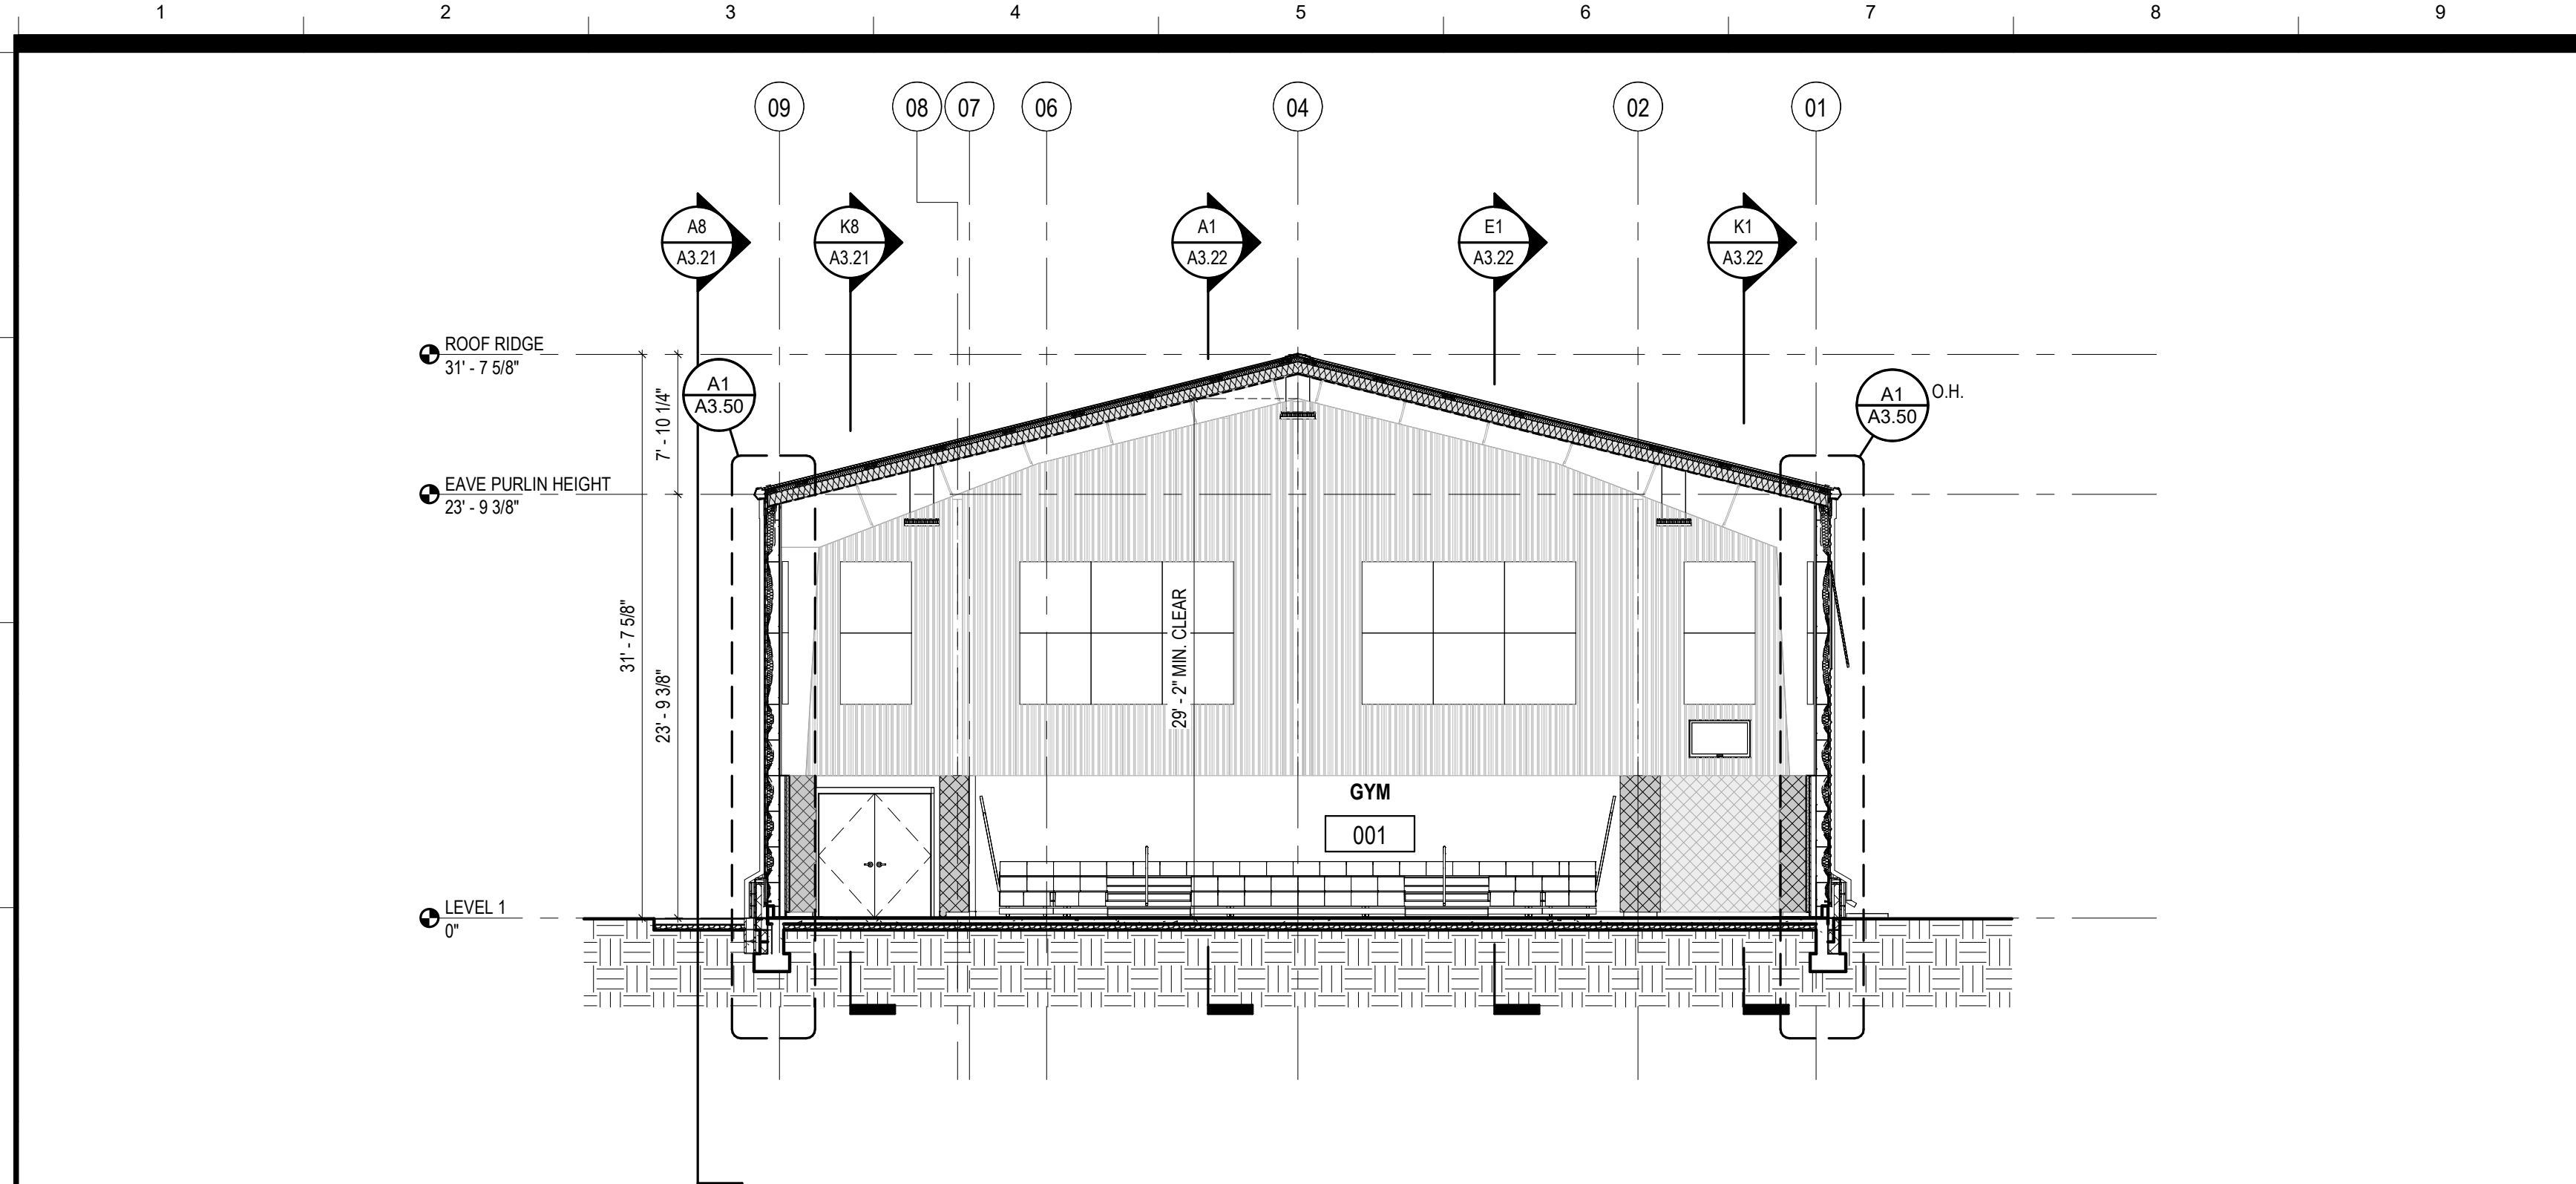 1 2 3 4 5 6 7 8 9
09 08 07 06 04 02 01
A8
A3.21
K8
A3.21
A1
A3.22
E1
A3.22
K1
A3.22
ROOF RIDGE
31' - 7 5/8"
A1
A3.50
7' - 10 1/4"
A1
A3.50
O.H.
EAVE PURLIN HEIGHT
23' - 9 3/8"
31' - 7 5/8"
23' - 9 3/8"
29' - 2" MIN. CLEAR
GYM
001
LEVEL 1
0"